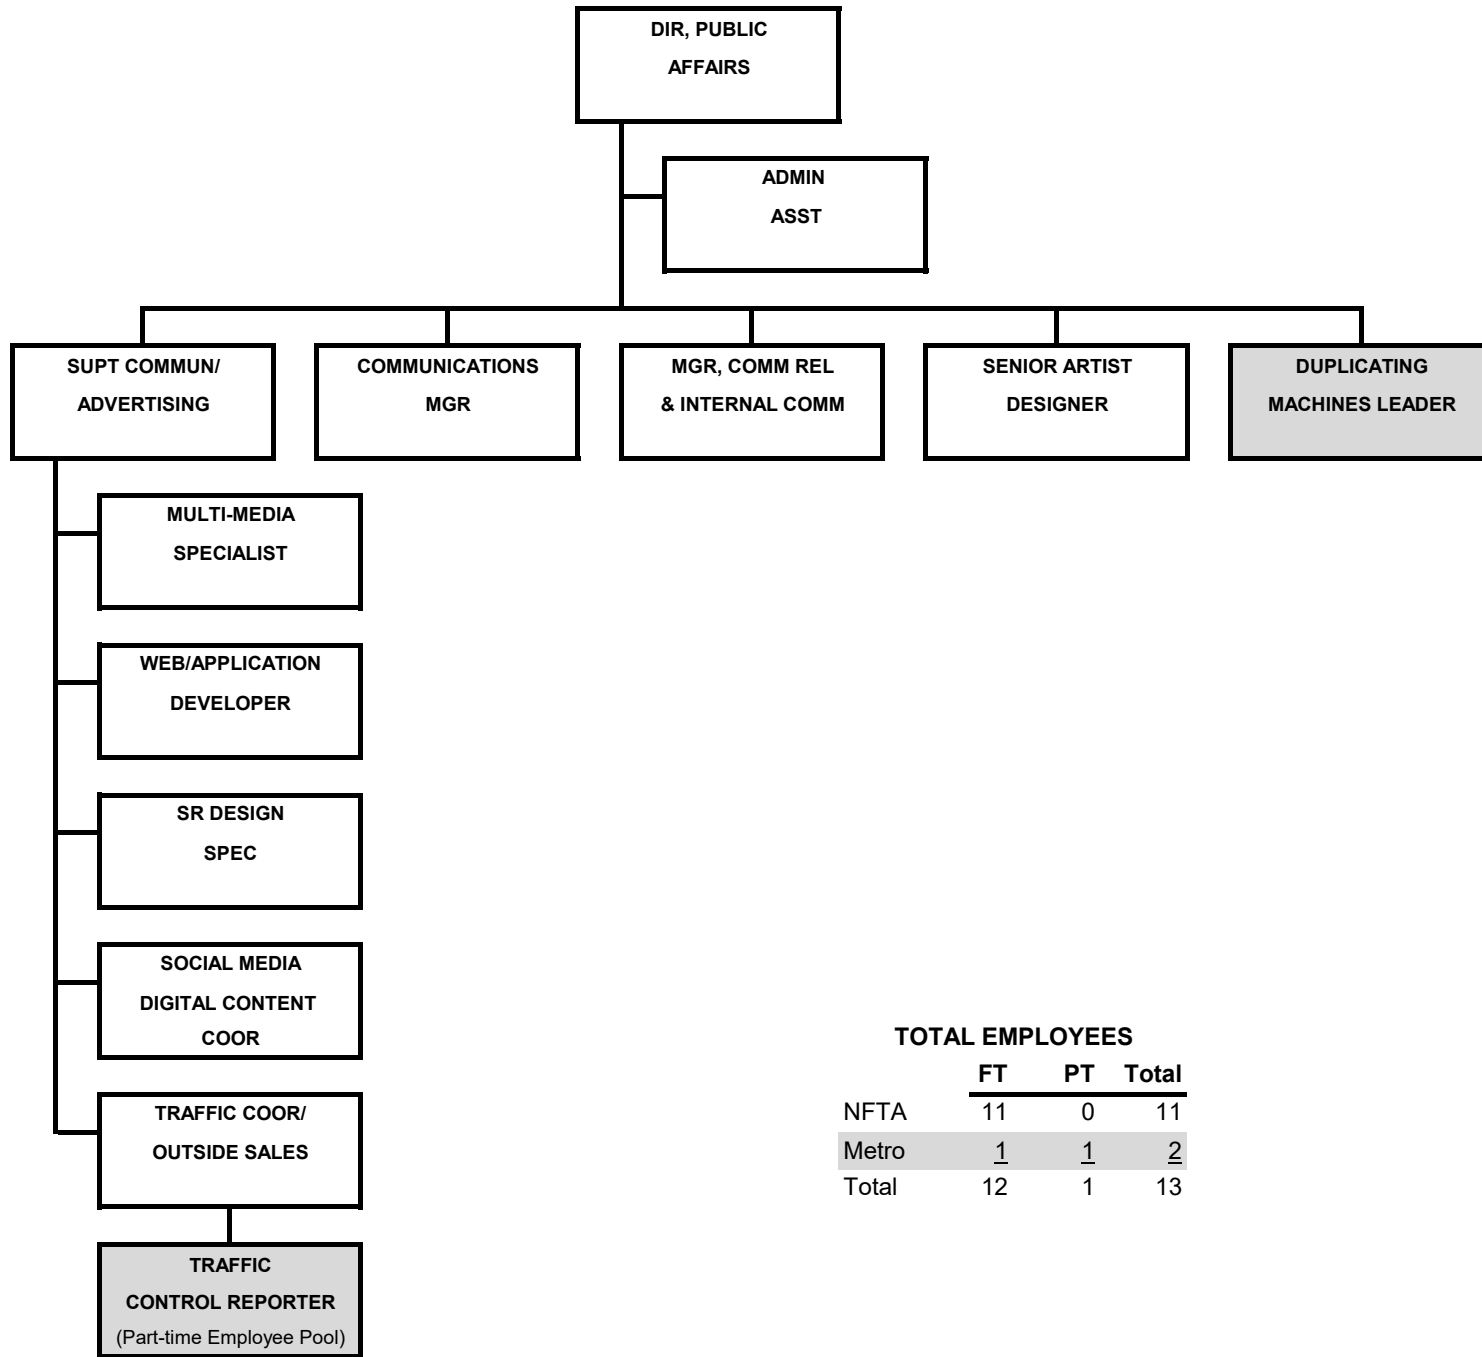 DIR, PUBLIC
AFFAIRS
ADMIN
ASST
SUPT COMMUN/
ADVERTISING
COMMUNICATIONS
MGR
MGR, COMM REL
& INTERNAL COMM
SENIOR ARTIST
DESIGNER
DUPLICATING
MACHINES LEADER
MULTI-MEDIA
SPECIALIST
WEB/APPLICATION
DEVELOPER
SR DESIGN
SPEC
SOCIAL MEDIA
DIGITAL CONTENT
COOR
TRAFFIC COOR/
OUTSIDE SALES
TRAFFIC
CONTROL REPORTER
(Part-time Employee Pool)
TOTAL EMPLOYEES
FT PT Total
NFTA 11 0 11
Metro 1 1 2
Total 12 1 13